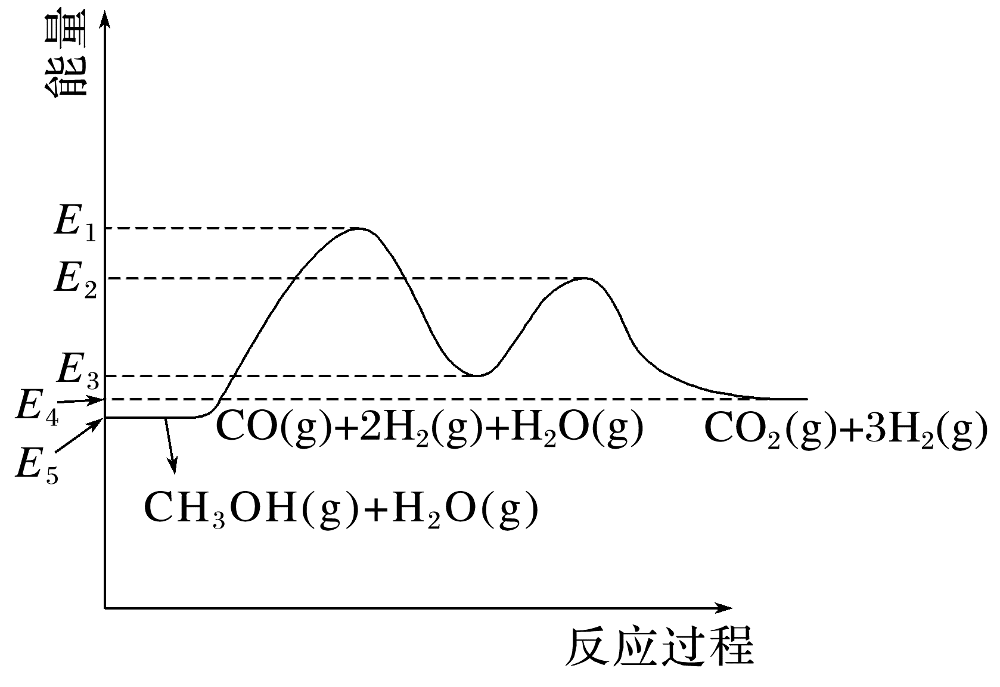 能量
E₁
E₂
E₃
E₄
CO(g)+2H₂(g)+H₂O(g)
CO₂(g)+3H₂(g)
E₅
CH₃OH(g)+H₂O(g)
反应过程